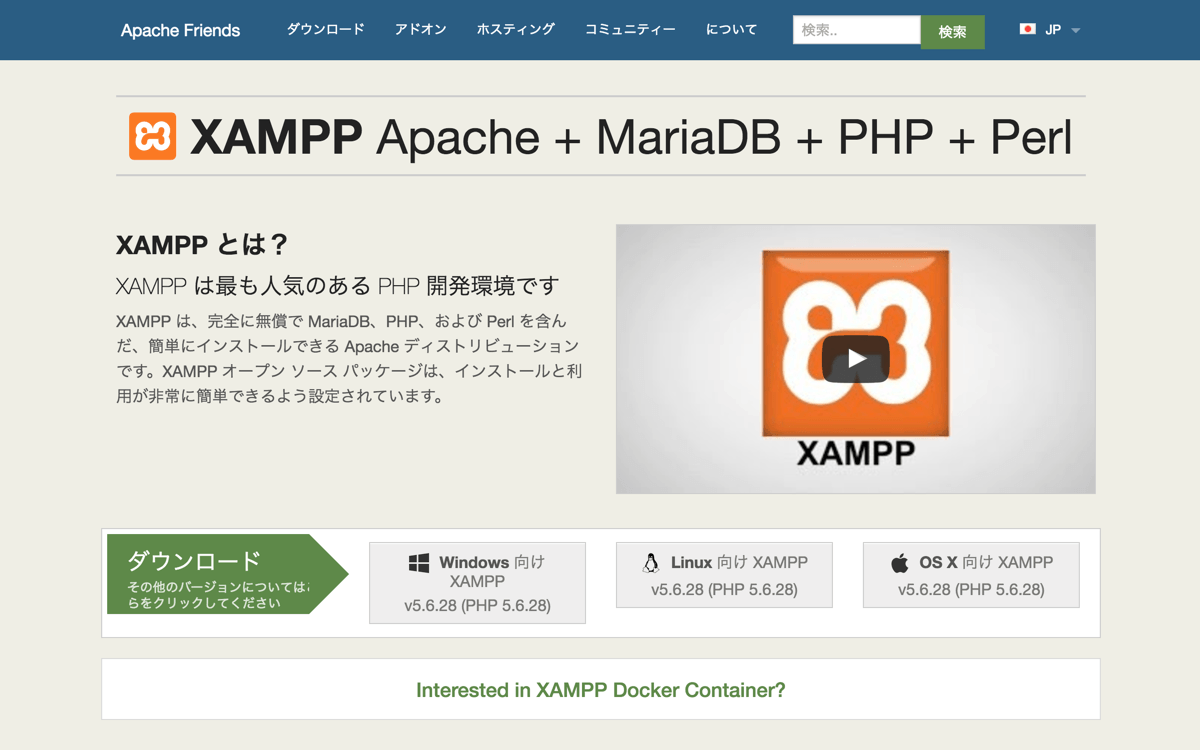 Apache Friends
ダウンロード
アドオン
ホスティング
コミュニティー
について
検索..
検索
JP
XAMPP Apache + MariaDB + PHP + Perl
XAMPP とは？
XAMPP は最も人気のある PHP 開発環境です
XAMPP は、完全に無償で MariaDB、PHP、および Perl を含ん
だ、簡単にインストールできる Apache ディストリビューション
です。XAMPP オープン ソース パッケージは、インストールと利
用が非常に簡単できるよう設定されています。
XAMPP
ダウンロード
その他のバージョンについては
らをクリックしてください
Windows 向け
XAMPP
v5.6.28 (PHP 5.6.28)
Linux 向け XAMPP
v5.6.28 (PHP 5.6.28)
OS X 向け XAMPP
v5.6.28 (PHP 5.6.28)
Interested in XAMPP Docker Container?